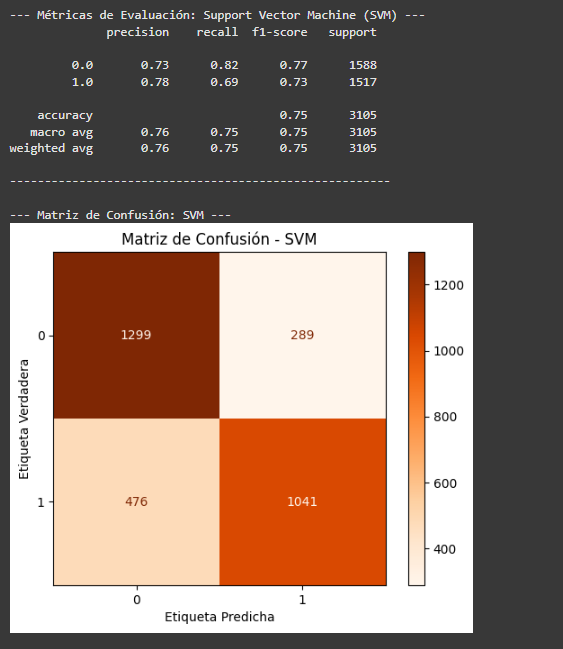 --- Métricas de Evaluación: Support Vector Machine (SVM) ---
precision recall f1-score support
0.0 0.73 0.82 0.77 1588
1.0 0.78 0.69 0.73 1517
accuracy 0.75 3105
macro avg 0.76 0.75 0.75 3105
weighted avg 0.76 0.75 0.75 3105
-------------------------------------------------------
--- Matriz de Confusión: SVM ---
Matriz de Confusión - SVM
Etiqueta Verdadera
0
1
1299 289
476 1041
0 1
Etiqueta Predicha
1200
1000
800
600
400